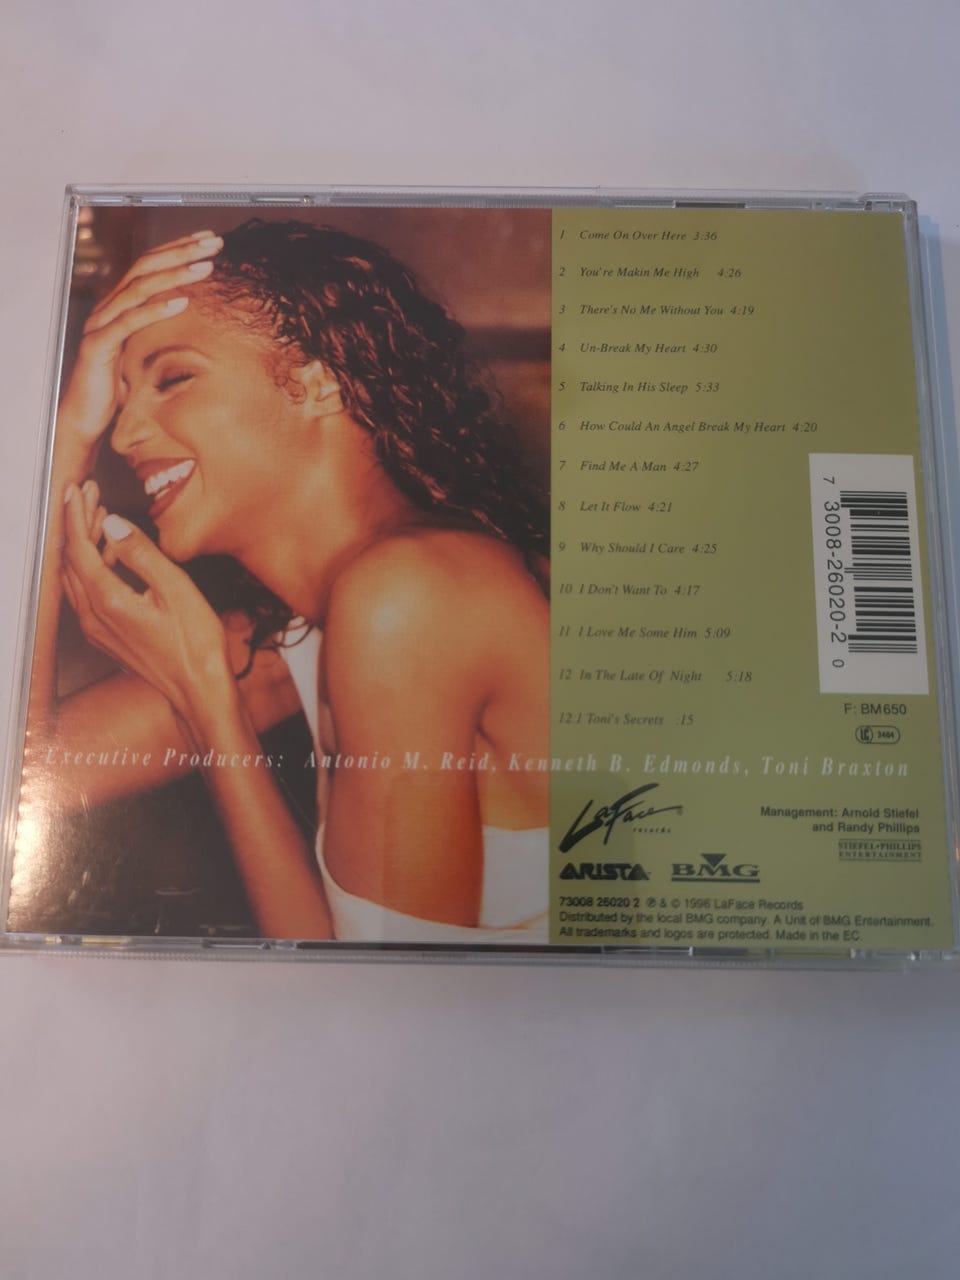 1 Come On Over Here 3:36
2 You're Makin Me High 4:26
3 There's No Me Without You 4:19
4 Un-Break My Heart 4:30
5 Talking In His Sleep 5:33
6 How Could An Angel Break My Heart 4:20
7 Find Me A Man 4:27
8 Let It Flow 4:21
9 Why Should I Care 4:25
10 I Don't Want To 4:17
11 I Love Me Some Him 5:09
12 In The Late Of Night 5:18
12.1 Toni's Secrets :15
7 3008-26020-2 0
F: BM650
LC 3484
Executive Producers: Antonio M. Reid, Kenneth B. Edmonds, Toni Braxton
LaFace®
records
Management: Arnold Stiefel
and Randy Phillips
STIEFEL•PHILLIPS
ENTERTAINMENT
ARISTA
BMG
73008 26020 2 ℗ & © 1996 LaFace Records
Distributed by the local BMG company. A Unit of BMG Entertainment.
All trademarks and logos are protected. Made in the EC.